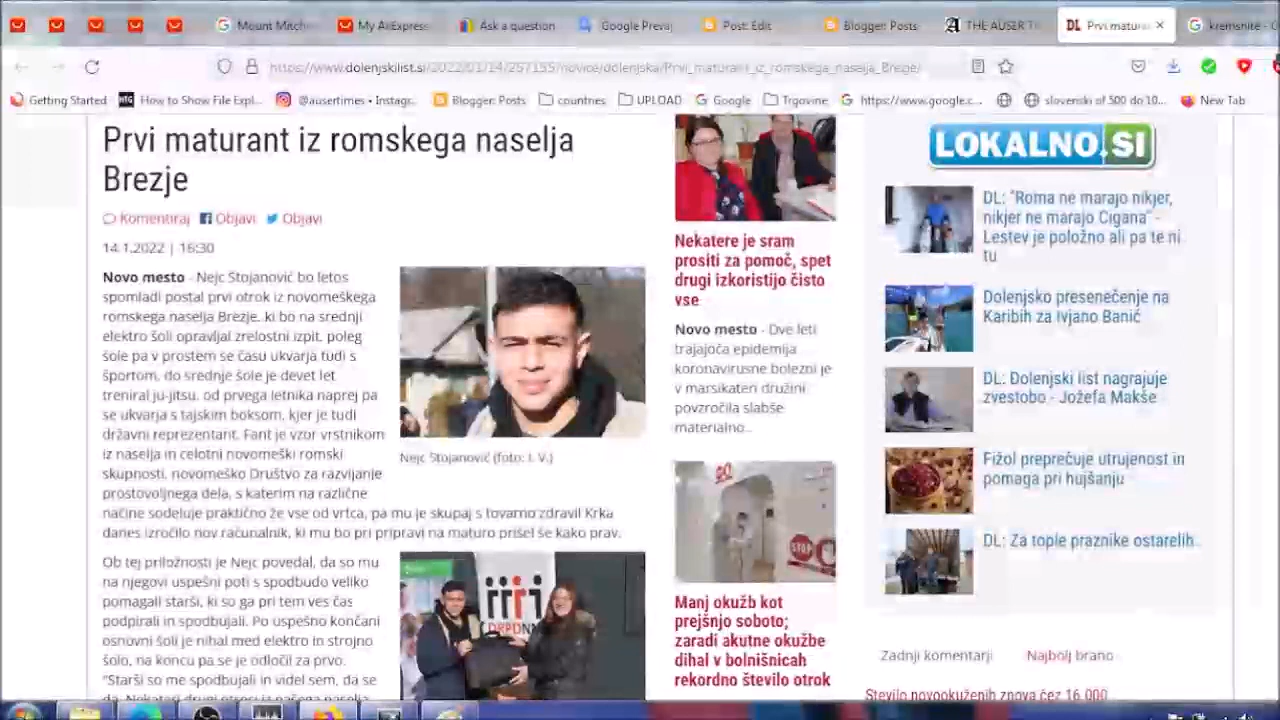 Mount Mitch
My AliExpress
Ask a question
Google Prevaj
Post: Edit
Blogger: Posts
THE AUSER T
DL Prvi matura
kremsnite -
https://www.dolenjskilist.si/2022/01/14/257155/novice/dolenjska/Prvi_maturant_iz_romskega_naselja_Brezje/
Getting Started
HTG How to Show File Expl...
@ausertimes • Instagr...
Blogger: Posts
countries
UPLOAD
Google
Trgovine
https://www.google.c...
slovenski of 500 do 10...
New Tab
Prvi maturant iz romskega naselja
Brezje
Komentiraj Objavi Objavi
14.1.2022 | 16:30
Novo mesto - Nejc Stojanović bo letos
spomladi postal prvi otrok iz novomeškega
romskega naselja Brezje, ki bo na srednji
elektro šoli opravljal zrelostni izpit. poleg
šole pa v prostem se času ukvarja tudi s
športom, do srednje šole je devet let
treniral ju-jitsu, od prvega letnika naprej pa
se ukvarja s tajskim boksom, kjer je tudi
državni reprezentant. Fant je vzor vrstnikom
iz naselja in celotni novomeški romski
skupnosti, novomeško Društvo za razvijanje
prostovoljnega dela, s katerim na različne
načine sodeluje praktično že vse od vrtca, pa mu je skupaj s tovarno zdravil Krka
danes izročilo nov računalnik, ki mu bo pri pripravi na maturo prišel še kako prav.
Nejc Stojanović (foto: I. V.)
Ob tej priložnosti je Nejc povedal, da so mu
na njegovi uspešni poti s spodbudo veliko
pomagali starši, ki so ga pri tem ves čas
podpirali in spodbujali. Po uspešno končani
osnovni šoli je nihal med elektro in strojno
šolo, na koncu pa se je odločil za prvo.
"Starši so me spodbujali in videl sem, da se
da. Nekateri drugi otroci iz našega naselja
DRPDNM
Nekatere je sram
prositi za pomoč, spet
drugi izkoristijo čisto
vse
Novo mesto - Dve leti
trajajoča epidemija
koronavirusne bolezni je
v marsikateri družini
povzročila slabše
materialno...
STOP
Manj okužb kot
prejšnjo soboto;
zaradi akutne okužbe
dihal v bolnišnicah
rekordno število otrok
LOKALNO.SI
DL: "Roma ne marajo nikjer,
nikjer ne marajo Cigana" -
Lestev je položno ali pa te ni
tu
Dolenjsko presenečenje na
Karibih za Ivjano Banić
DL: Dolenjski list nagrajuje
zvestobo - Jožefa Makše
Fižol preprečuje utrujenost in
pomaga pri hujšanju
DL: Za tople praznike ostarelih
Zadnji komentarji Najbolj brano
Število novookuženih znova čez 16.000